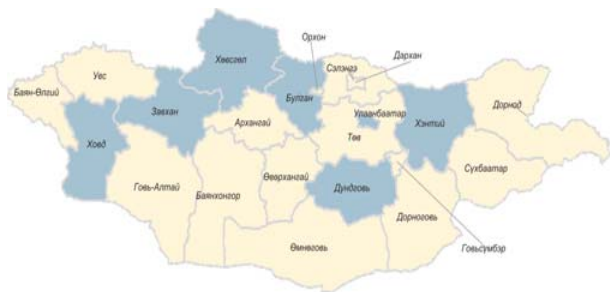 Орхон
Хөвсгөл
Сэлэнгэ
Дархан
Увс
Баян-Өлгий
Завхан
Булган
Улаанбаатар
Хэнтий
Дорнод
Архангай
Ховд
Төв
Сүхбаатар
Өвөрхангай
Говь-Алтай
Баянхонгор
Дундговь
Дорноговь
Өмнөговь
Говьсүмбэр